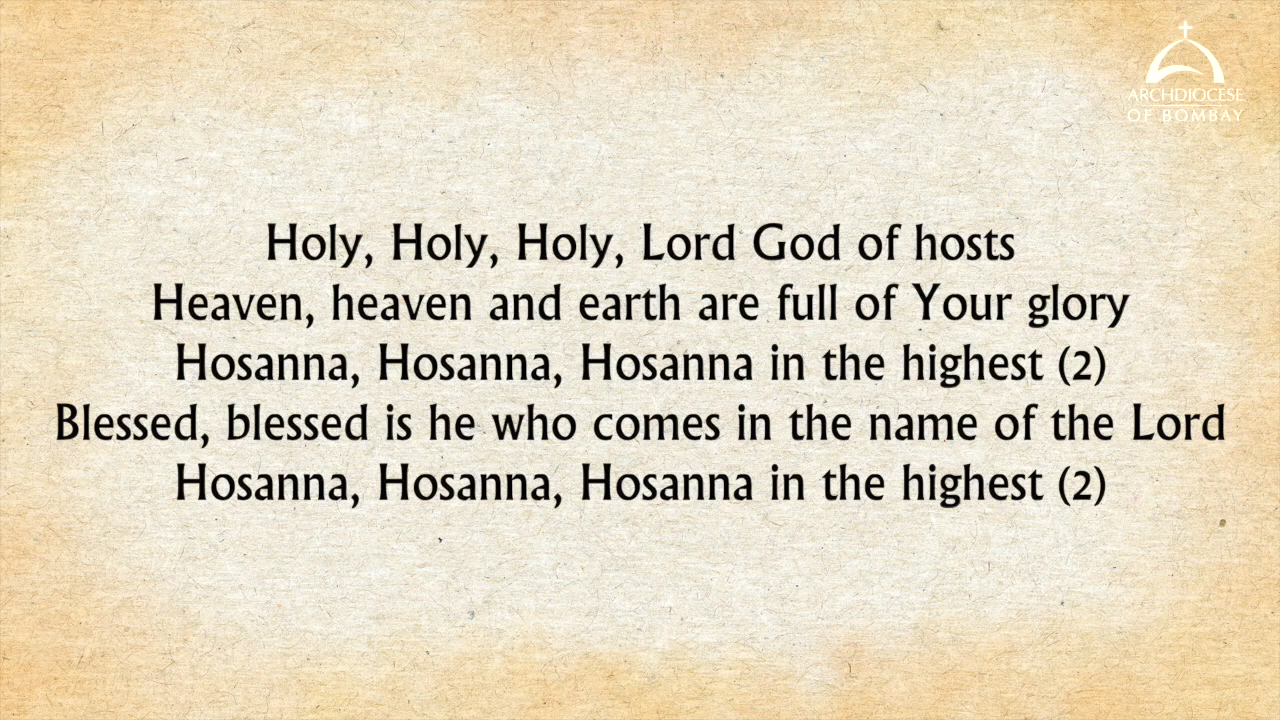 ARCHDIOCESE
OF BOMBAY
Holy, Holy, Holy, Lord God of hosts
Heaven, heaven and earth are full of Your glory
Hosanna, Hosanna, Hosanna in the highest (2)
Blessed, blessed is he who comes in the name of the Lord
Hosanna, Hosanna, Hosanna in the highest (2)